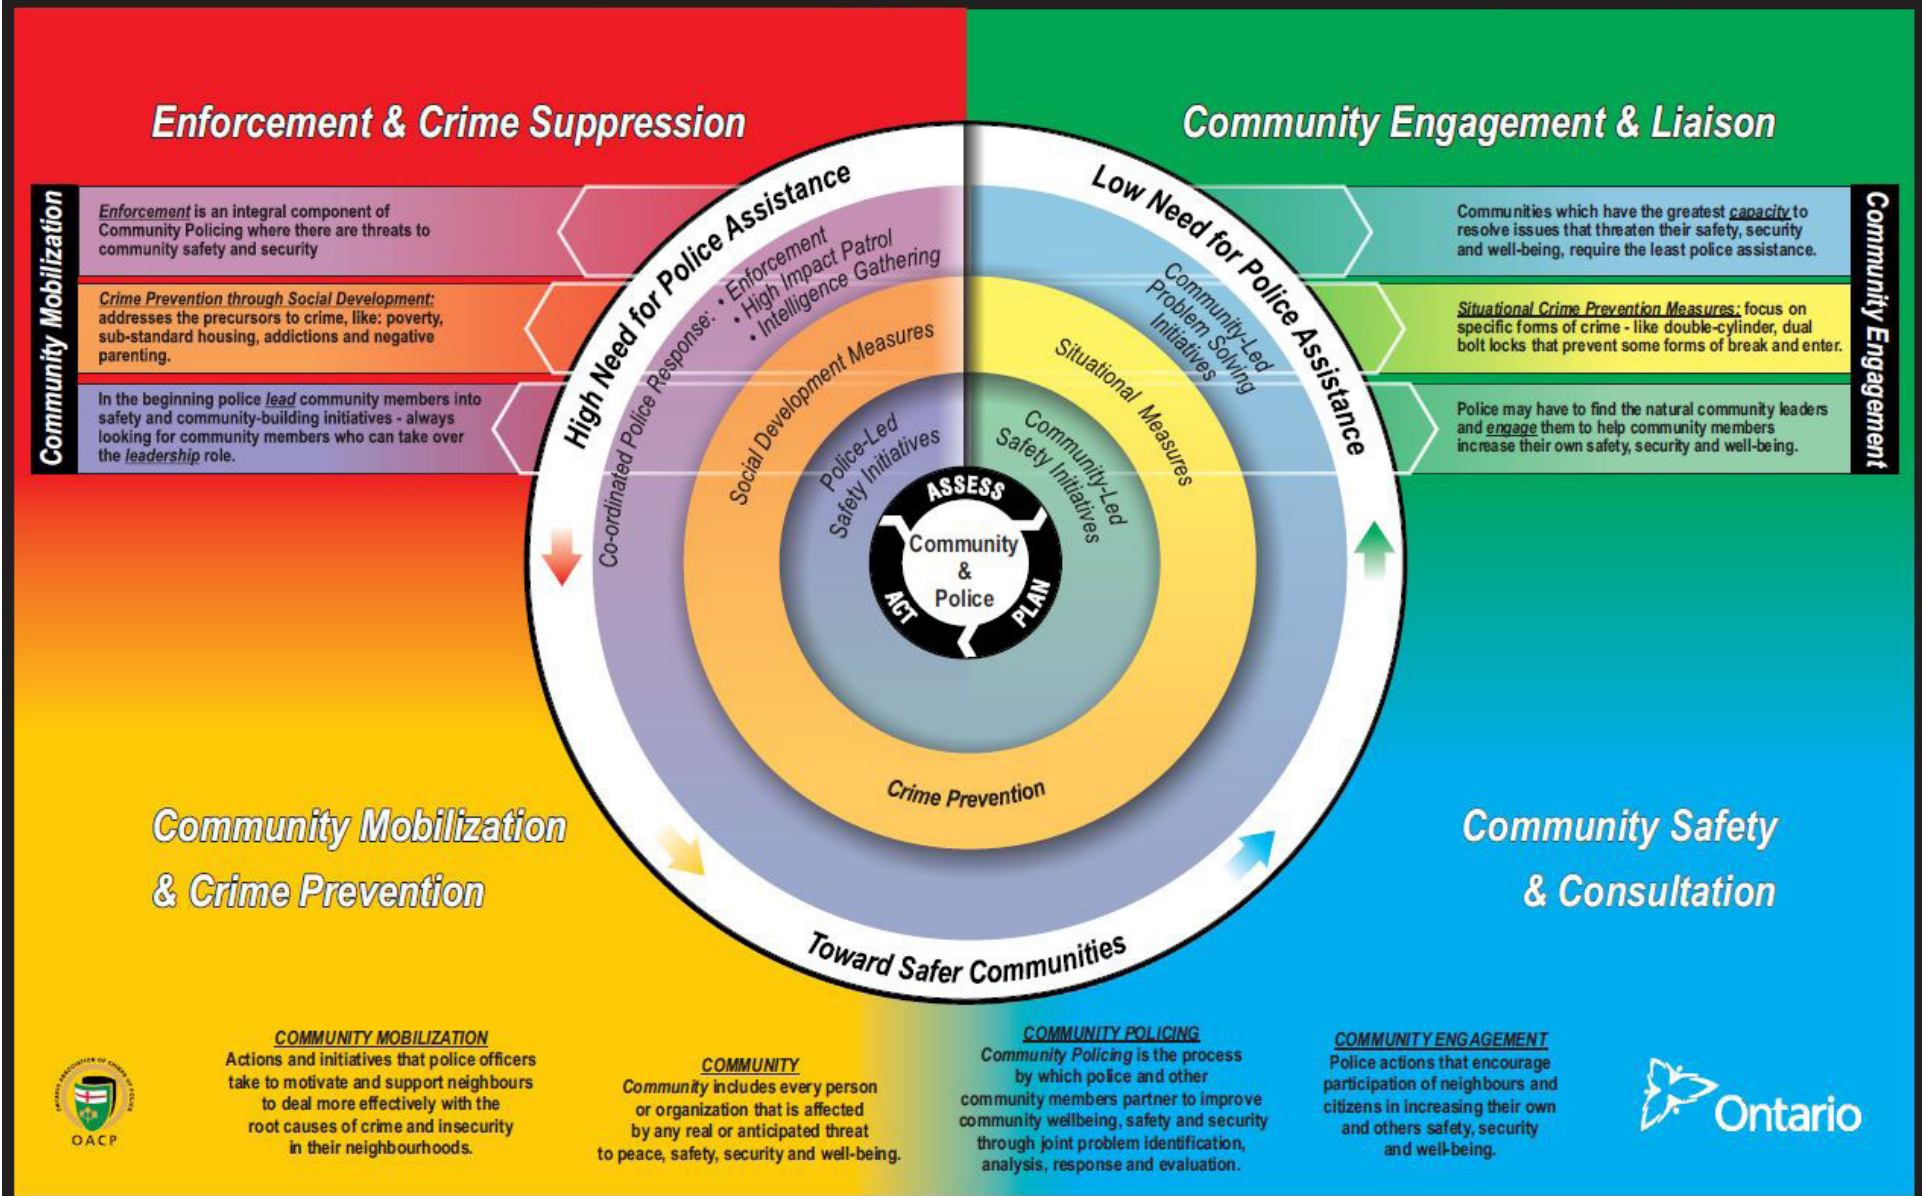 Enforcement & Crime Suppression
Community Engagement & Liaison
Community Mobilization
Enforcement is an integral component of
Community Policing where there are threats to
community safety and security
Crime Prevention through Social Development:
addresses the precursors to crime, like: poverty,
sub-standard housing, addictions and negative
parenting.
In the beginning police lead community members into
safety and community-building initiatives - always
looking for community members who can take over
the leadership role.
High Need for Police Assistance
Low Need for Police Assistance
Co-ordinated Police Response:
• Enforcement
• High Impact Patrol
• Intelligence Gathering
Social Development Measures
Police-Led
Safety Initiatives
Community-Led
Problem Solving
Initiatives
Situational Measures
Community-Led
Safety Initiatives
ASSESS
PLAN
ACT
Community
&
Police
Crime Prevention
Toward Safer Communities
Communities which have the greatest capacity to
resolve issues that threaten their safety, security
and well-being, require the least police assistance.
Situational Crime Prevention Measures: focus on
specific forms of crime - like double-cylinder, dual
bolt locks that prevent some forms of break and enter.
Police may have to find the natural community leaders
and engage them to help community members
increase their own safety, security and well-being.
Community Engagement
Community Mobilization
& Crime Prevention
Community Safety
& Consultation
ONTARIO ASSOCIATION OF CHIEFS OF POLICE
OACP
COMMUNITY MOBILIZATION
Actions and initiatives that police officers
take to motivate and support neighbours
to deal more effectively with the
root causes of crime and insecurity
in their neighbourhoods.
COMMUNITY
Community includes every person
or organization that is affected
by any real or anticipated threat
to peace, safety, security and well-being.
COMMUNITY POLICING
Community Policing is the process
by which police and other
community members partner to improve
community wellbeing, safety and security
through joint problem identification,
analysis, response and evaluation.
COMMUNITY ENGAGEMENT
Police actions that encourage
participation of neighbours and
citizens in increasing their own
and others safety, security
and well-being.
Ontario